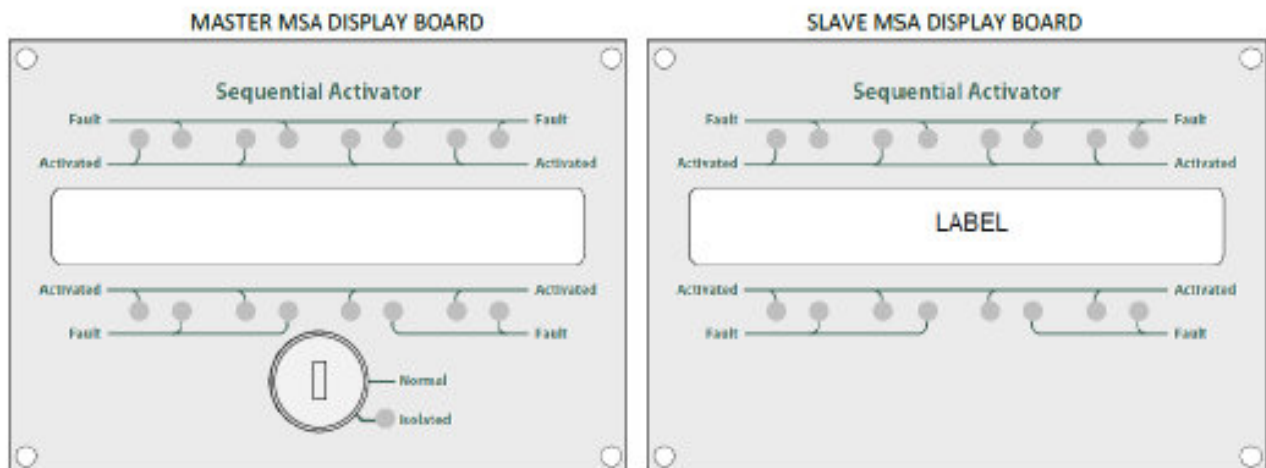 MASTER MSA DISPLAY BOARD
Sequential Activator
Fault Fault
Activated Activated
Activated Activated
Fault Fault
Normal
Isolated
SLAVE MSA DISPLAY BOARD
Sequential Activator
Fault Fault
Activated Activated
LABEL
Activated Activated
Fault Fault